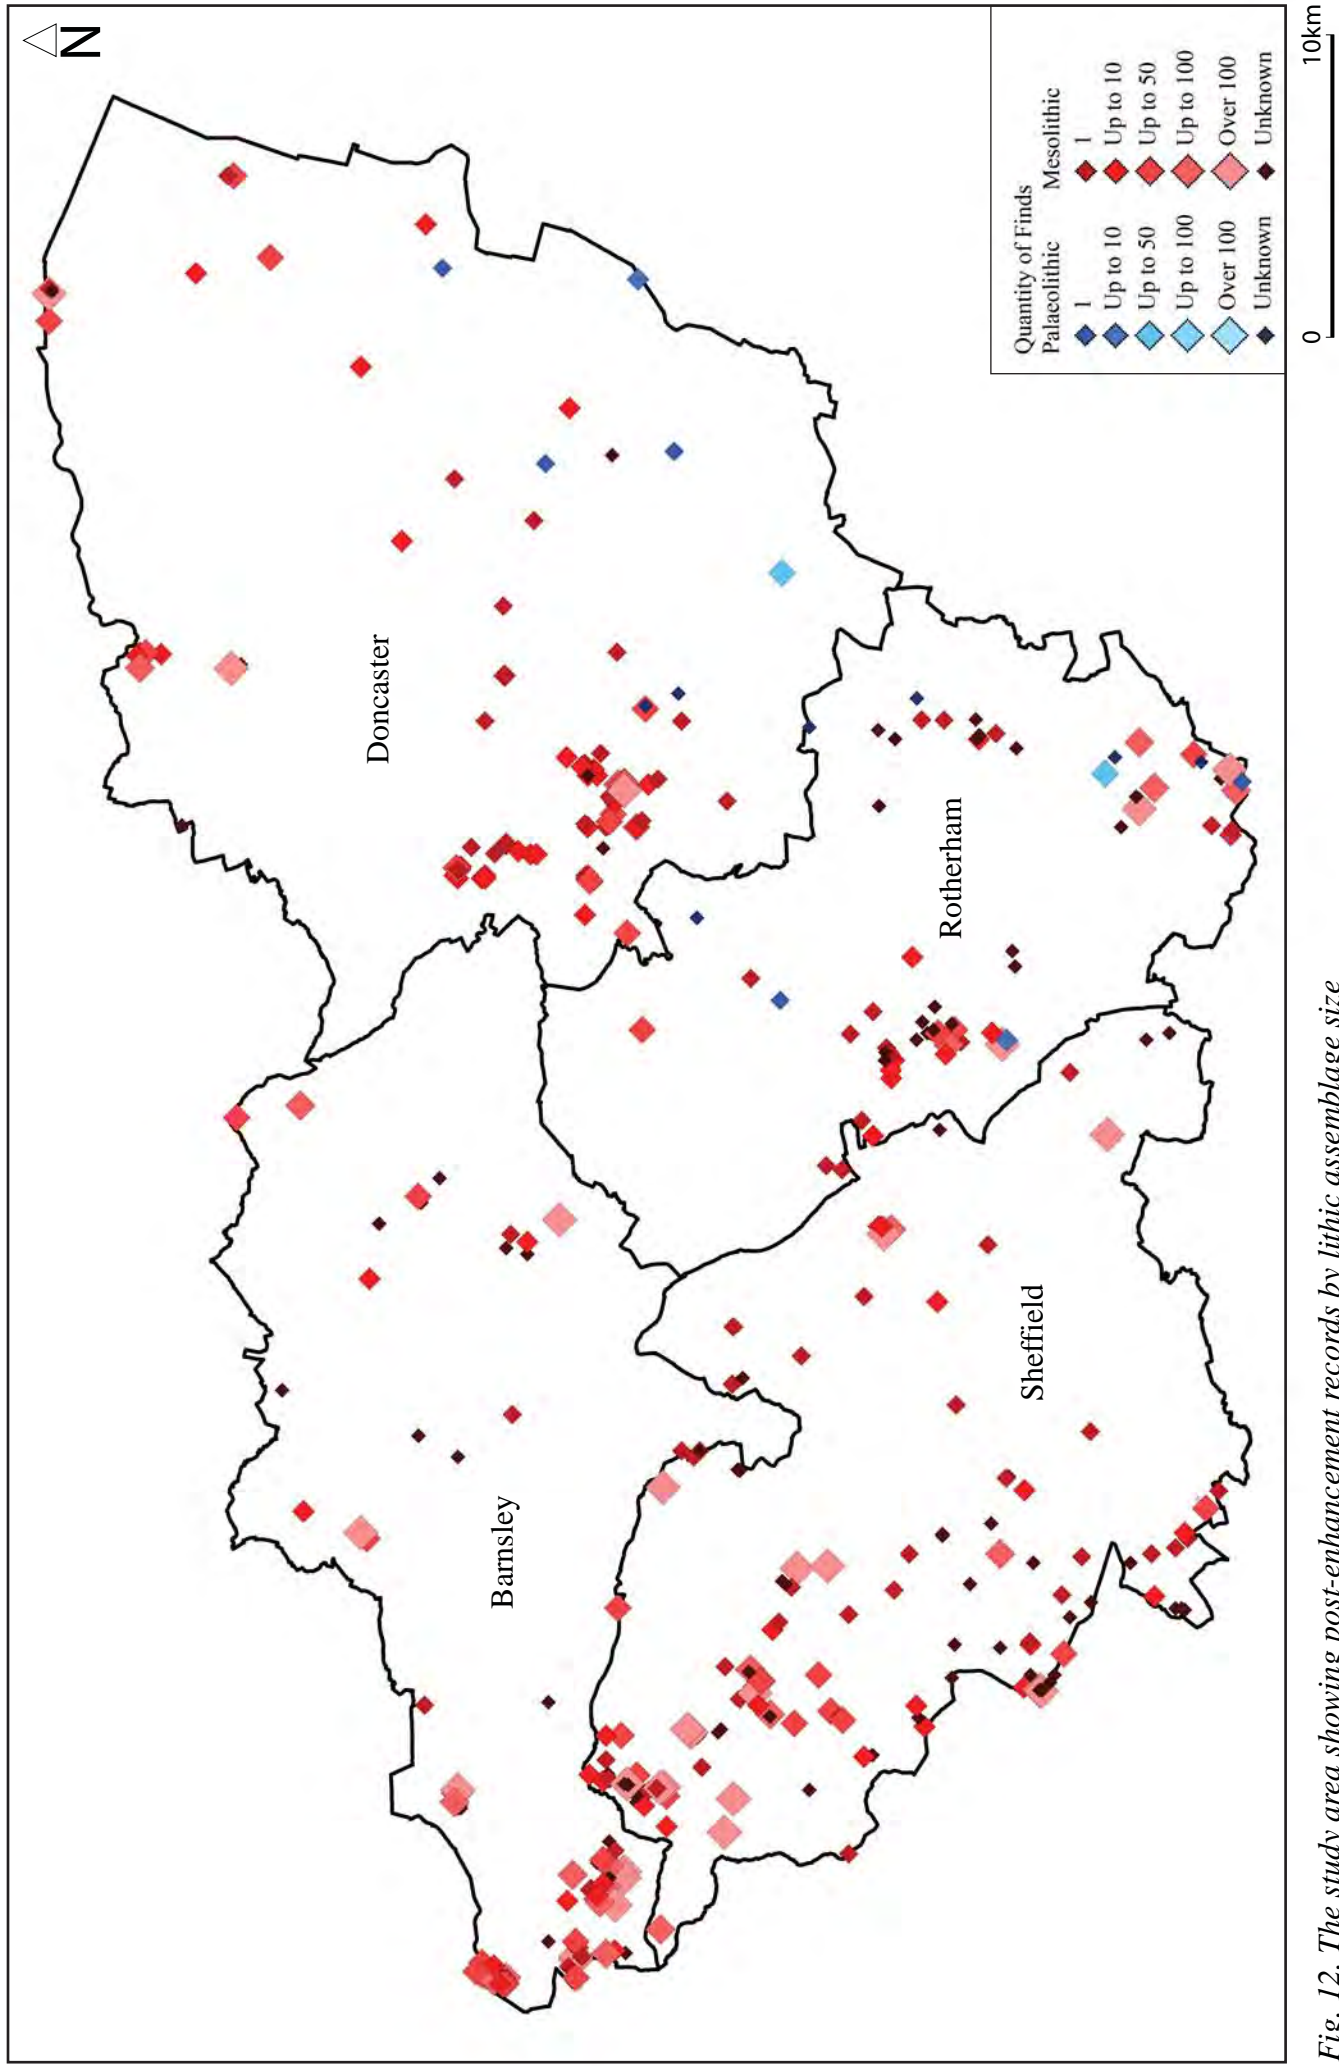 N
Doncaster
Barnsley
Rotherham
Sheffield
Quantity of Finds
Palaeolithic Mesolithic
1 1
Up to 10 Up to 10
Up to 50 Up to 50
Up to 100 Up to 100
Over 100 Over 100
Unknown Unknown
0 10km
Fig. 12. The study area showing post-enhancement records by lithic assemblage size